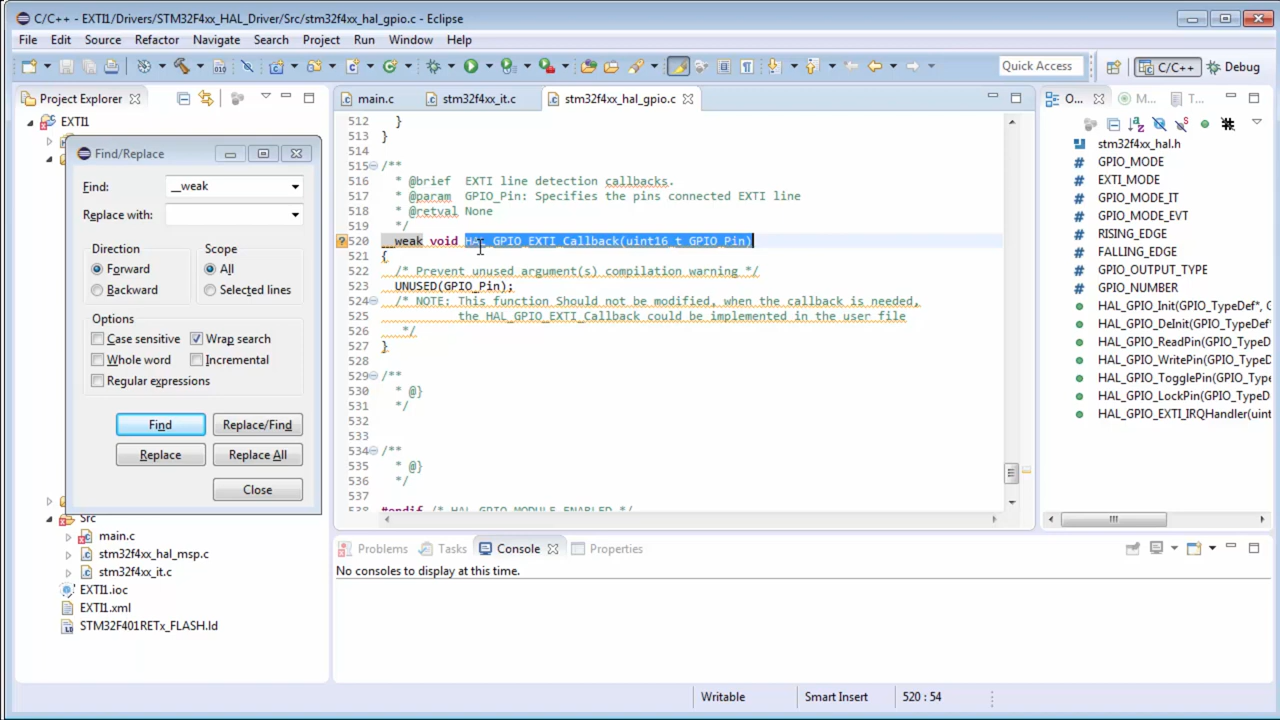 C/C++ - EXTI1/Drivers/STM32F4xx_HAL_Driver/Src/stm32f4xx_hal_gpio.c - Eclipse
File Edit Source Refactor Navigate Search Project Run Window Help
Quick Access
C/C++
Debug
Project Explorer
EXTI1
Find/Replace
Find:
__weak
Replace with:
Direction
Forward
Backward
Scope
All
Selected lines
Options
Case sensitive
Wrap search
Whole word
Incremental
Regular expressions
Find
Replace/Find
Replace
Replace All
Close
Src
main.c
stm32f4xx_hal_msp.c
stm32f4xx_it.c
EXTI1.ioc
EXTI1.xml
STM32F401RETx_FLASH.ld
main.c
stm32f4xx_it.c
stm32f4xx_hal_gpio.c
512 }
513 }
514
515 /**
516 * @brief EXTI line detection callbacks.
517 * @param GPIO_Pin: Specifies the pins connected EXTI line
518 * @retval None
519 */
520 __weak void HAL_GPIO_EXTI_Callback(uint16_t GPIO_Pin)
521 {
522 /* Prevent unused argument(s) compilation warning */
523 UNUSED(GPIO_Pin);
524 /* NOTE: This function Should not be modified, when the callback is needed,
525 the HAL_GPIO_EXTI_Callback could be implemented in the user file
526 */
527 }
528
529 /**
530 * @}
531 */
532
533
534 /**
535 * @}
536 */
537
538 #endif /* HAL_GPIO_MODULE_ENABLED */
O...
M...
T...
stm32f4xx_hal.h
GPIO_MODE
EXTI_MODE
GPIO_MODE_IT
GPIO_MODE_EVT
RISING_EDGE
FALLING_EDGE
GPIO_OUTPUT_TYPE
GPIO_NUMBER
HAL_GPIO_Init(GPIO_TypeDef*, G
HAL_GPIO_DeInit(GPIO_TypeDef
HAL_GPIO_ReadPin(GPIO_TypeD
HAL_GPIO_WritePin(GPIO_TypeD
HAL_GPIO_TogglePin(GPIO_Type
HAL_GPIO_LockPin(GPIO_TypeD
HAL_GPIO_EXTI_IRQHandler(uint
Problems
Tasks
Console
Properties
No consoles to display at this time.
Writable
Smart Insert
520 : 54